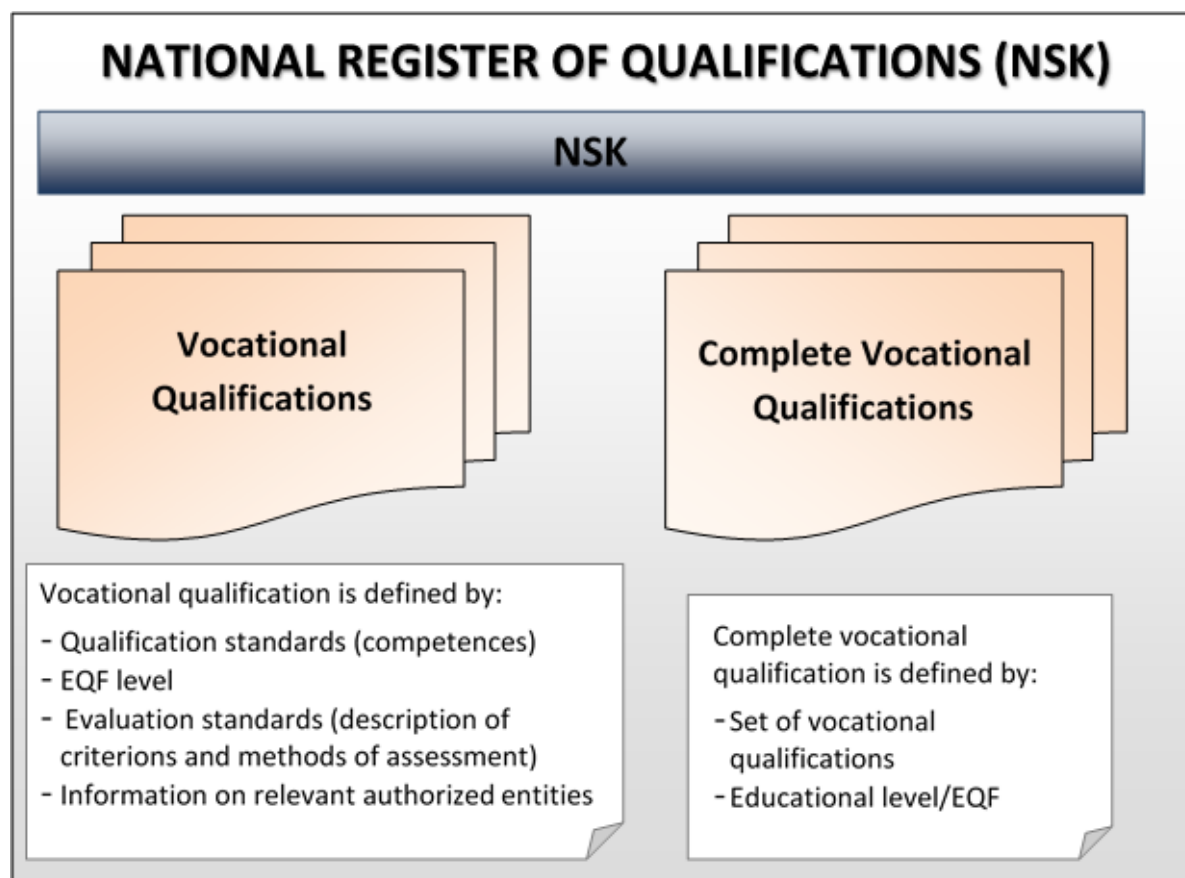 NATIONAL REGISTER OF QUALIFICATIONS (NSK)
NSK
Vocational
Qualifications
Complete Vocational
Qualifications
Vocational qualification is defined by:
- Qualification standards (competences)
- EQF level
- Evaluation standards (description of
criterions and methods of assessment)
- Information on relevant authorized entities
Complete vocational
qualification is defined by:
- Set of vocational
qualifications
- Educational level/EQF